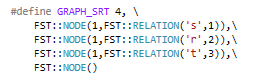 #define GRAPH_SRT 4, \
FST::NODE(1,FST::RELATION('s',1)),\
FST::NODE(1,FST::RELATION('r',2)),\
FST::NODE(1,FST::RELATION('t',3)),\
FST::NODE()